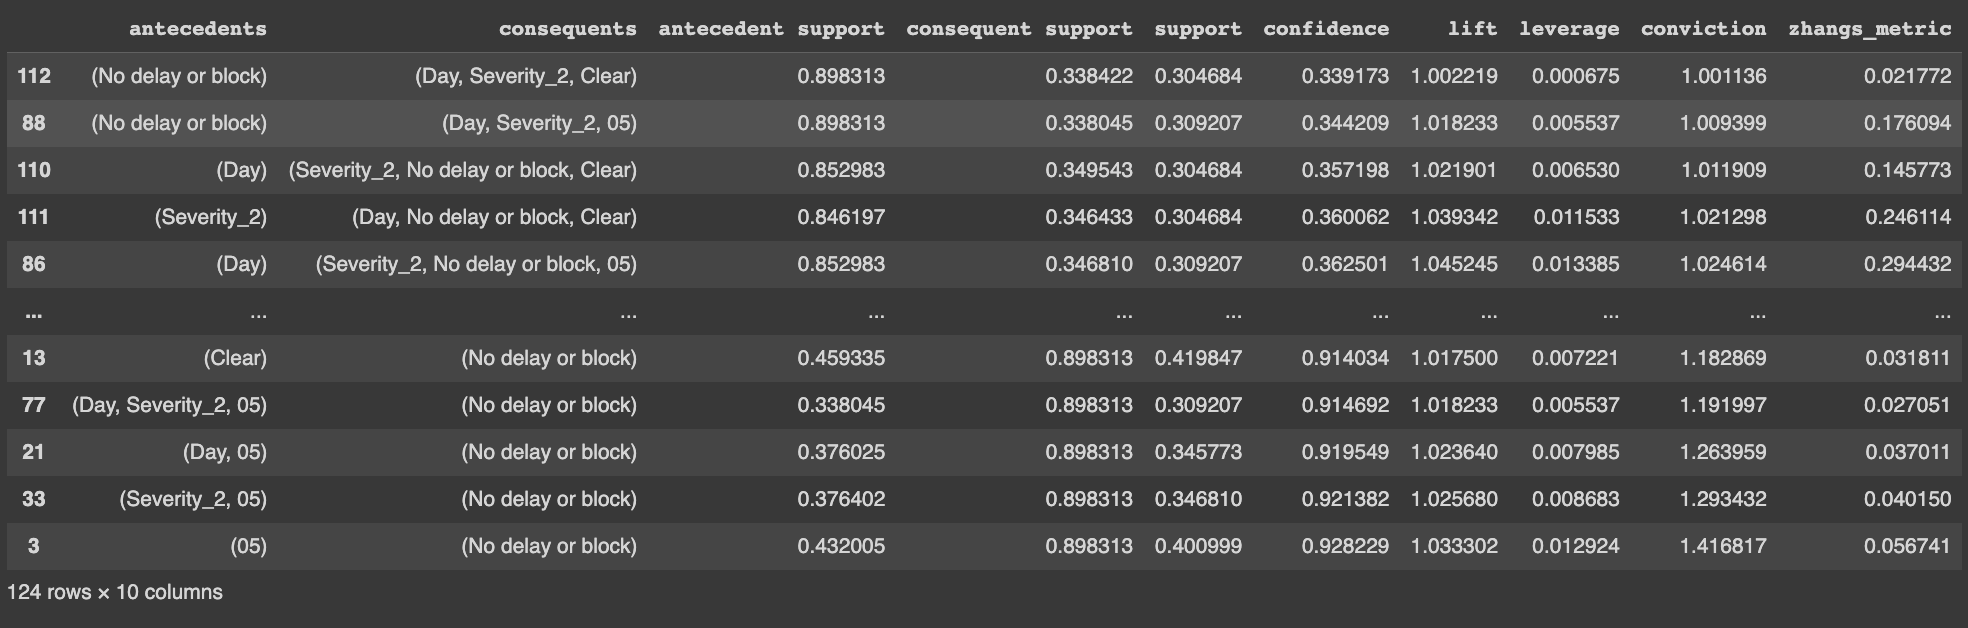 antecedents consequents antecedent support consequent support support confidence lift leverage conviction zhangs_metric
112 (No delay or block) (Day, Severity_2, Clear) 0.898313 0.338422 0.304684 0.339173 1.002219 0.000675 1.001136 0.021772
88 (No delay or block) (Day, Severity_2, 05) 0.898313 0.338045 0.309207 0.344209 1.018233 0.005537 1.009399 0.176094
110 (Day) (Severity_2, No delay or block, Clear) 0.852983 0.349543 0.304684 0.357198 1.021901 0.006530 1.011909 0.145773
111 (Severity_2) (Day, No delay or block, Clear) 0.846197 0.346433 0.304684 0.360062 1.039342 0.011533 1.021298 0.246114
86 (Day) (Severity_2, No delay or block, 05) 0.852983 0.346810 0.309207 0.362501 1.045245 0.013385 1.024614 0.294432
... ... ... ... ... ... ... ... ... ... ...
13 (Clear) (No delay or block) 0.459335 0.898313 0.419847 0.914034 1.017500 0.007221 1.182869 0.031811
77 (Day, Severity_2, 05) (No delay or block) 0.338045 0.898313 0.309207 0.914692 1.018233 0.005537 1.191997 0.027051
21 (Day, 05) (No delay or block) 0.376025 0.898313 0.345773 0.919549 1.023640 0.007985 1.263959 0.037011
33 (Severity_2, 05) (No delay or block) 0.376402 0.898313 0.346810 0.921382 1.025680 0.008683 1.293432 0.040150
3 (05) (No delay or block) 0.432005 0.898313 0.400999 0.928229 1.033302 0.012924 1.416817 0.056741
124 rows × 10 columns